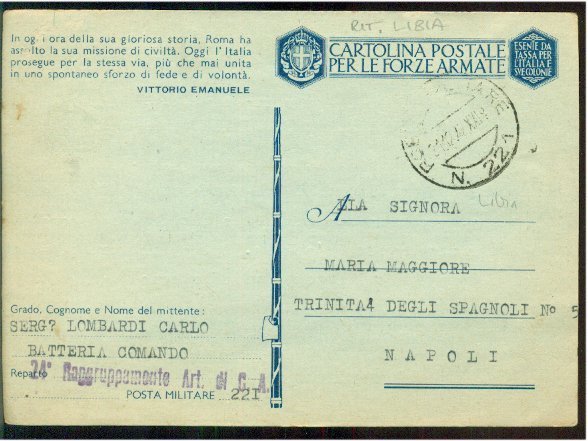 RIT. LIBIA
In ogni ora della sua gloriosa storia, Roma ha
assolto la sua missione di civiltà. Oggi l'Italia
prosegue per la stessa via, più che mai unita
in uno spontaneo sforzo di fede e di volontà.
VITTORIO EMANUELE
CARTOLINA POSTALE
PER LE FORZE ARMATE
ESENTE DA
TASSA PER
L'ITALIA E
SUE COLONIE
N. 221
Libia
ALLA SIGNORA
MARIA MAGGIORE
TRINITA' DEGLI SPAGNOLI N° 5
NAPOLI
Grado, Cognome e Nome del mittente:
SERG? LOMBARDI CARLO
BATTERIA COMANDO
Reparto 24° Raggruppamento Art. di C. A.
POSTA MILITARE 221